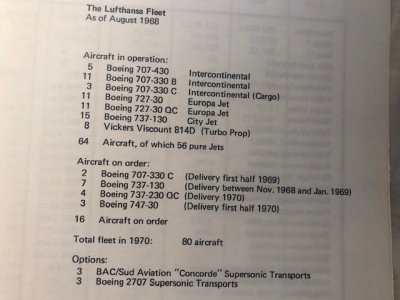 The Lufthansa Fleet
As of August 1968
Aircraft in operation:
5 Boeing 707-430 Intercontinental
11 Boeing 707-330 B Intercontinental
3 Boeing 707-330 C Intercontinental (Cargo)
11 Boeing 727-30 Europa Jet
11 Boeing 727-30 QC Europa Jet
15 Boeing 737-130 City Jet
8 Vickers Viscount 814D (Turbo Prop)
64 Aircraft, of which 56 pure Jets
Aircraft on order:
2 Boeing 707-330 C (Delivery first half 1969)
7 Boeing 737-130 (Delivery between Nov. 1968 and Jan. 1969)
4 Boeing 737-230 QC (Delivery 1970)
3 Boeing 747-30 (Delivery first half 1970)
16 Aircraft on order
Total fleet in 1970: 80 aircraft
Options:
3 BAC/Sud Aviation "Concorde" Supersonic Transports
3 Boeing 2707 Supersonic Transports